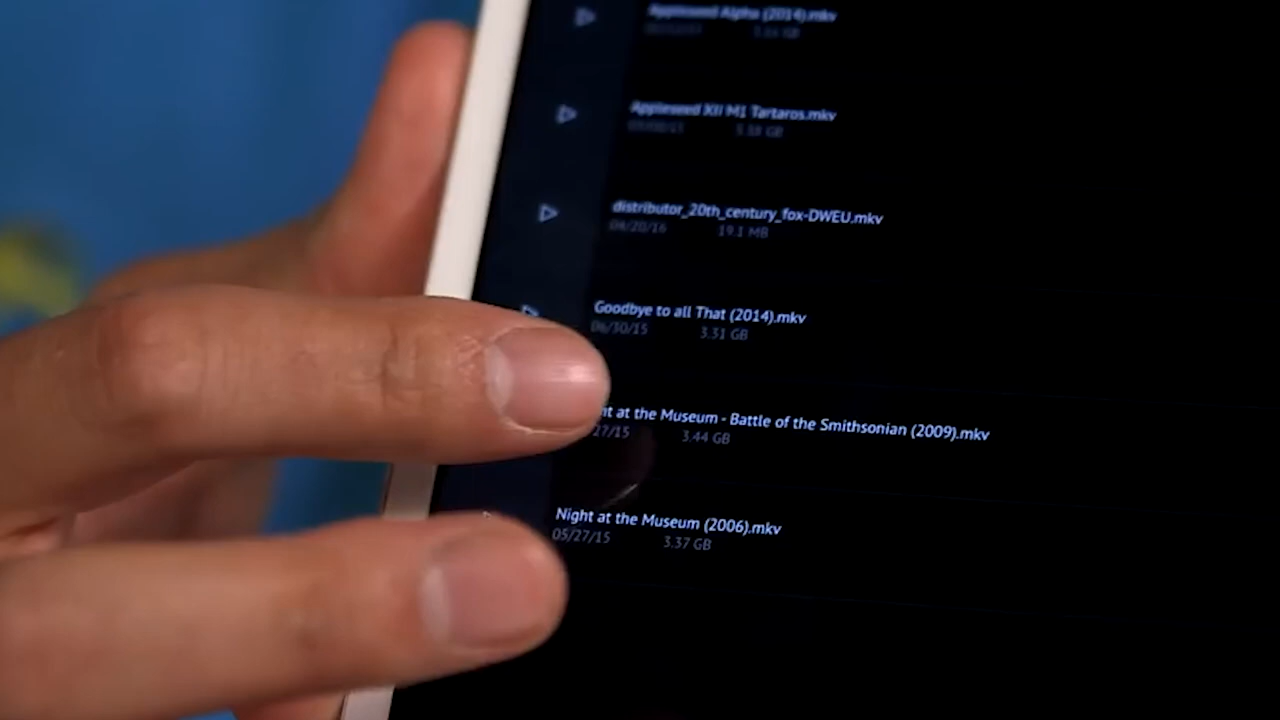 Appleseed Alpha (2014).mkv
Appleseed XII M1 Tartaros.mkv
distributor_20th_century_fox-DWEU.mkv
04/20/16 19.1 MB
Goodbye to all That (2014).mkv
06/30/15 3.31 GB
ht at the Museum - Battle of the Smithsonian (2009).mkv
27/15 3.44 GB
Night at the Museum (2006).mkv
05/27/15 3.37 GB